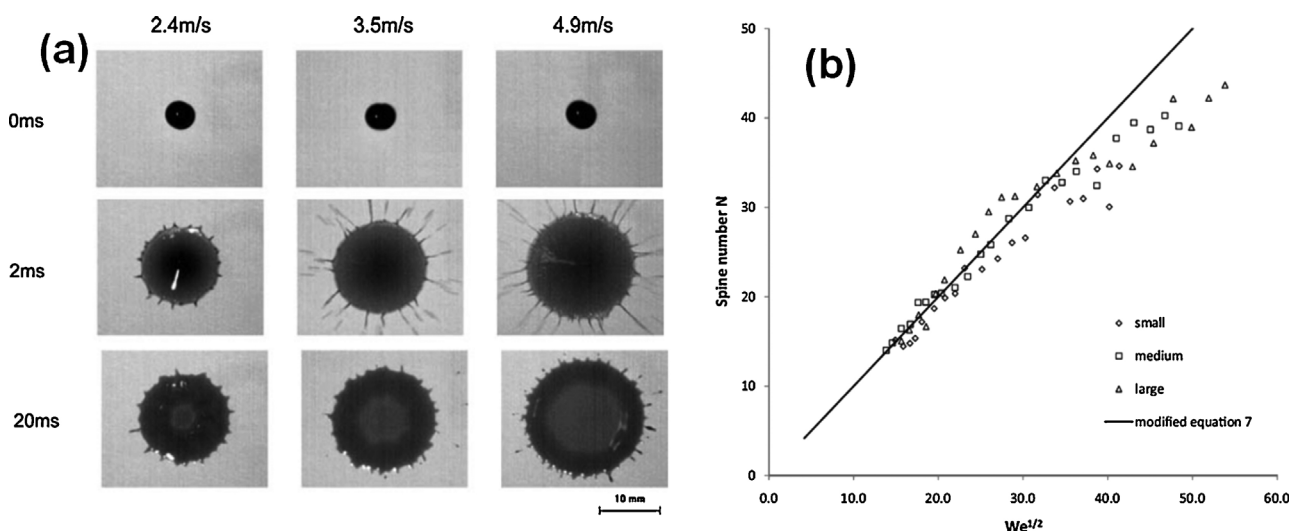 (a)
2.4m/s 3.5m/s 4.9m/s
0ms
2ms
20ms
10 mm
(b)
50
40
30
20
10
0
Spine number N
small
medium
large
modified equation 7
0.0 10.0 20.0 30.0 40.0 50.0 60.0
We1/2